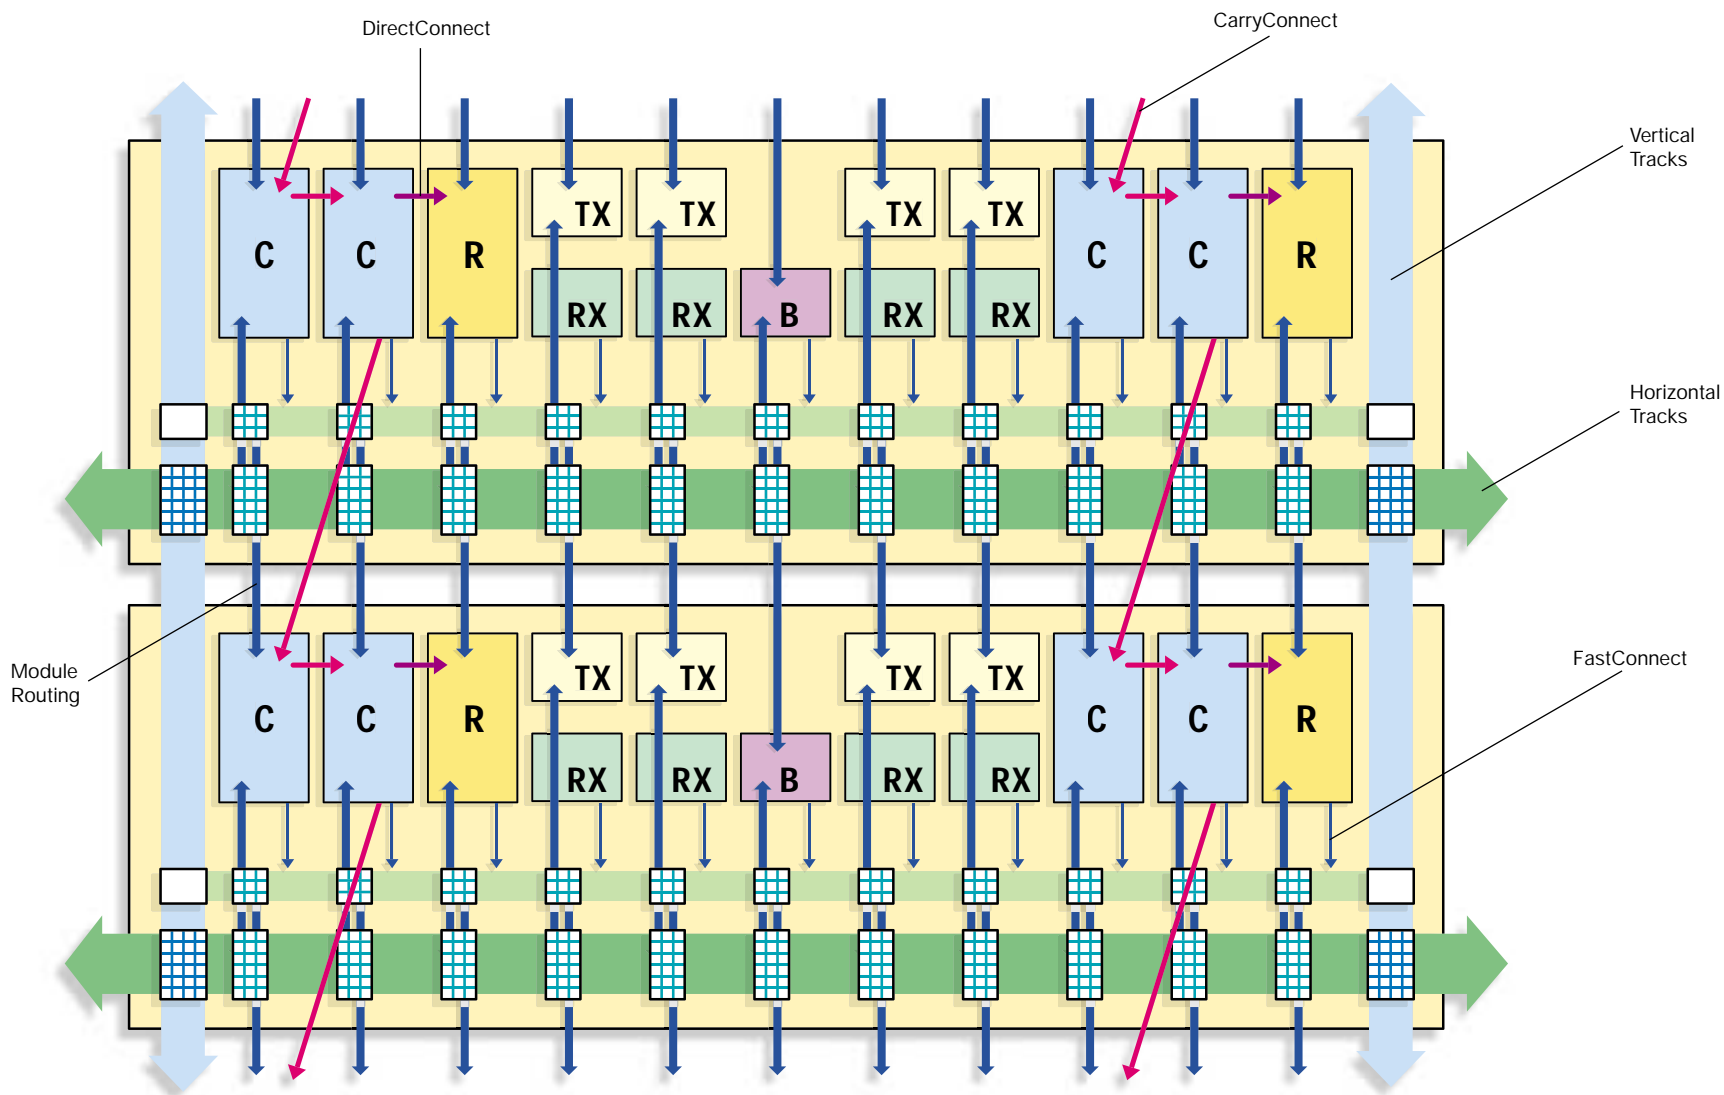 DirectConnect
CarryConnect
Vertical
Tracks
TX TX TX TX
C C R C C R
RX RX B RX RX
Horizontal
Tracks
Module
Routing
FastConnect
TX TX TX TX
C C R C C R
RX RX B RX RX